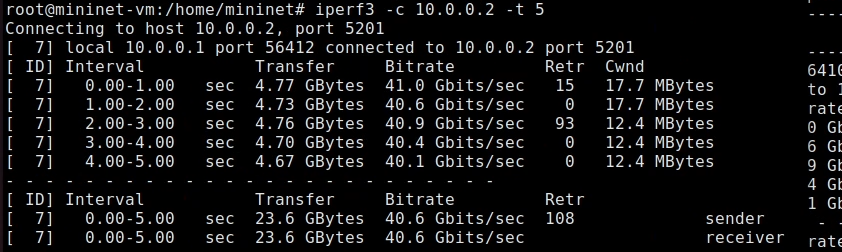 root@mininet-vm:/home/mininet# iperf3 -c 10.0.0.2 -t 5
Connecting to host 10.0.0.2, port 5201
[  7] local 10.0.0.1 port 56412 connected to 10.0.0.2 port 5201
[ ID] Interval           Transfer     Bitrate         Retr  Cwnd
[  7]   0.00-1.00   sec  4.77 GBytes  41.0 Gbits/sec   15   17.7 MBytes
[  7]   1.00-2.00   sec  4.73 GBytes  40.6 Gbits/sec    0   17.7 MBytes
[  7]   2.00-3.00   sec  4.76 GBytes  40.9 Gbits/sec   93   12.4 MBytes
[  7]   3.00-4.00   sec  4.70 GBytes  40.4 Gbits/sec    0   12.4 MBytes
[  7]   4.00-5.00   sec  4.67 GBytes  40.1 Gbits/sec    0   12.4 MBytes
- - - - - - - - - - - - - - - - - - - - - - - - -
[ ID] Interval           Transfer     Bitrate         Retr
[  7]   0.00-5.00   sec  23.6 GBytes  40.6 Gbits/sec  108             sender
[  7]   0.00-5.00   sec  23.6 GBytes  40.6 Gbits/sec                  receiver
----
----
6410
to 1
rate
0 Gb
6 Gb
9 Gb
4 Gb
1 Gb
- -
rate